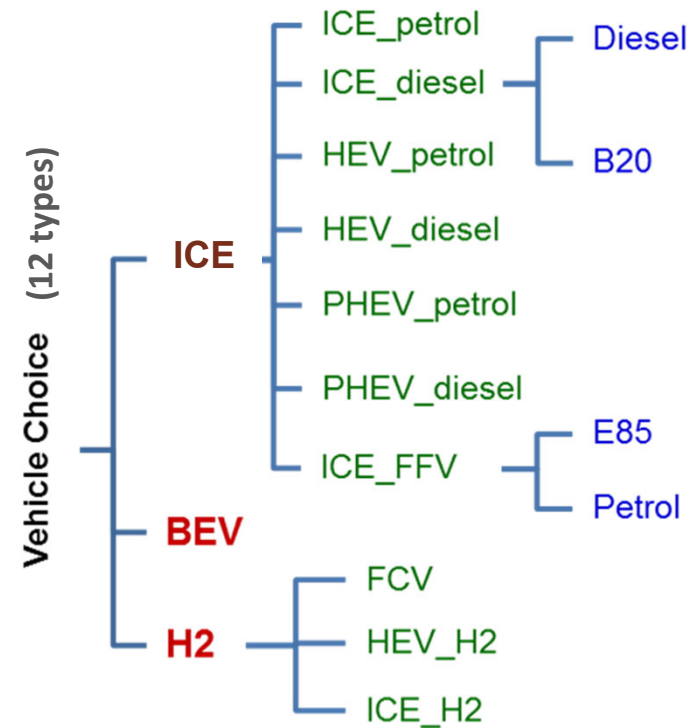 Vehicle Choice (12 types)
ICE
ICE_petrol
ICE_diesel
Diesel
B20
HEV_petrol
HEV_diesel
PHEV_petrol
PHEV_diesel
ICE_FFV
E85
Petrol
BEV
H2
FCV
HEV_H2
ICE_H2